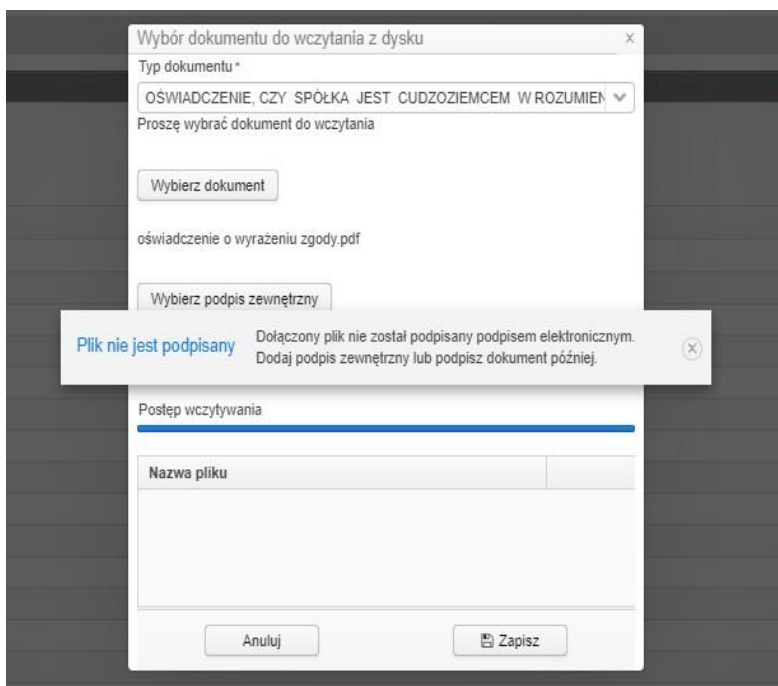 Wybór dokumentu do wczytania z dysku
x
Typ dokumentu *
OŚWIADCZENIE, CZY SPÓŁKA JEST CUDZOZIEMCEM W ROZUMIEN
Proszę wybrać dokument do wczytania
Wybierz dokument
oświadczenie o wyrażeniu zgody.pdf
Wybierz podpis zewnętrzny
Plik nie jest podpisany
Dołączony plik nie został podpisany podpisem elektronicznym.
Dodaj podpis zewnętrzny lub podpisz dokument później.
Postęp wczytywania
Nazwa pliku
Anuluj
Zapisz